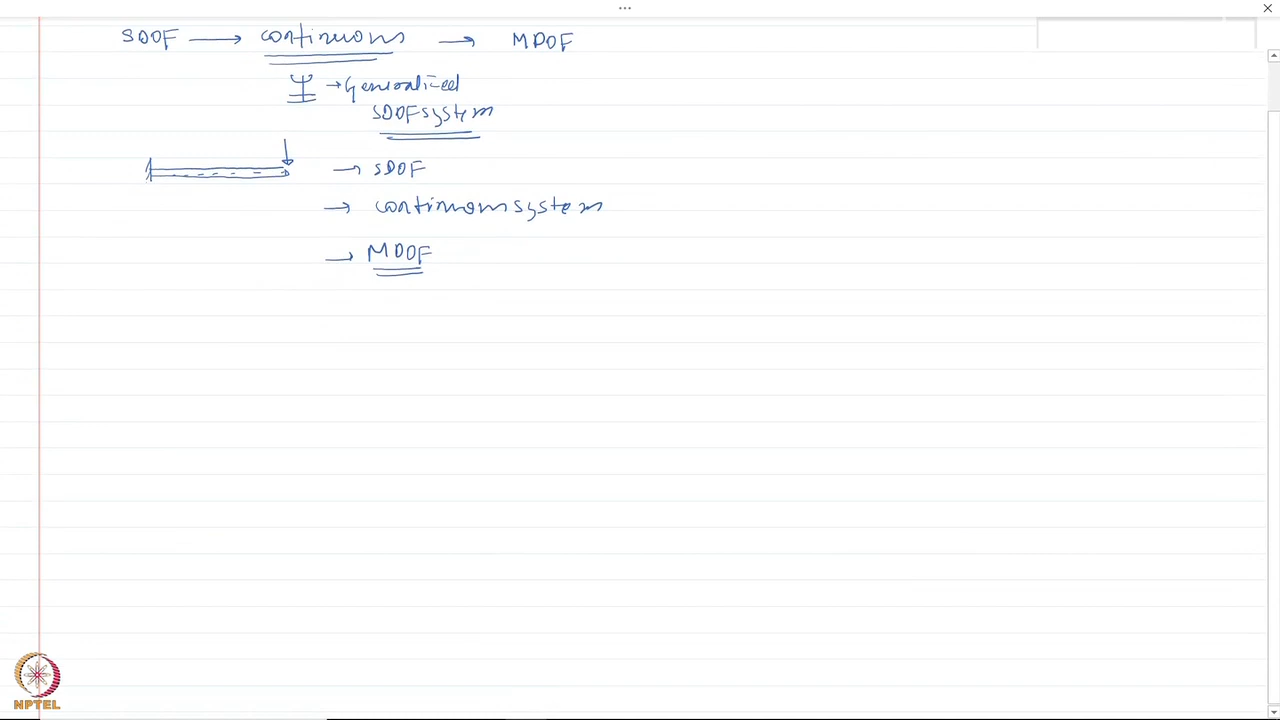 SDOF → continuous → MDOF
Ψ → Generalized
SDOF system
→ SDOF
→ continuous system
→ MDOF
NPTEL